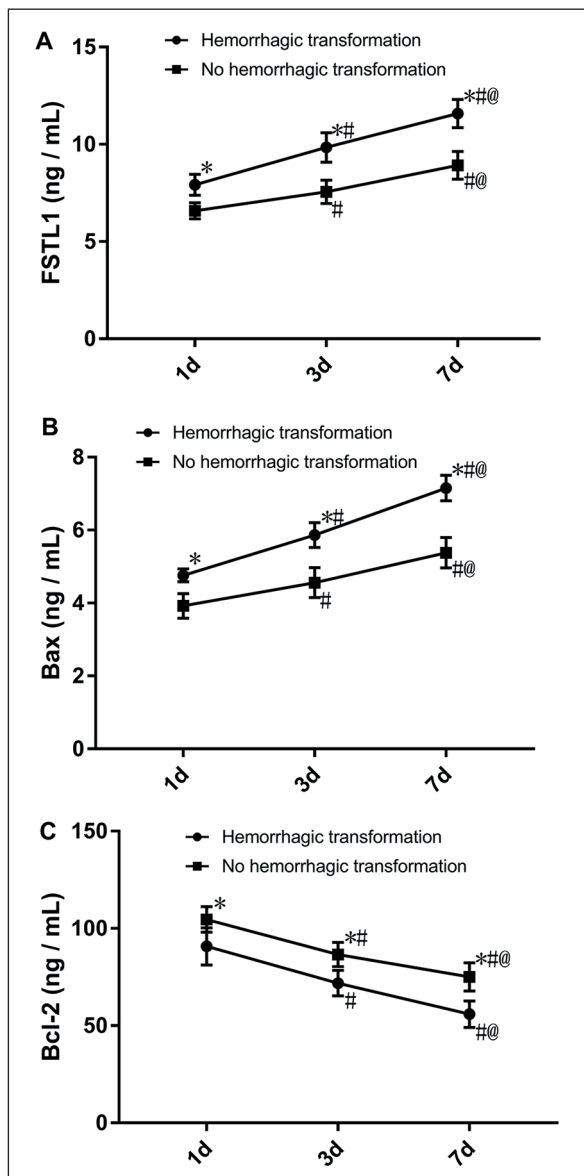 A
Hemorrhagic transformation
No hemorrhagic transformation
FSTL1 (ng / mL)
15
10
5
0
*
*#
*#@
#
#@
1d 3d 7d
B
Hemorrhagic transformation
No hemorrhagic transformation
Bax (ng / mL)
8
6
4
2
0
*
*#
*#@
#
#@
1d 3d 7d
C
Hemorrhagic transformation
No hemorrhagic transformation
Bcl-2 (ng / mL)
150
100
50
0
*
*#
*#@
#
#@
1d 3d 7d